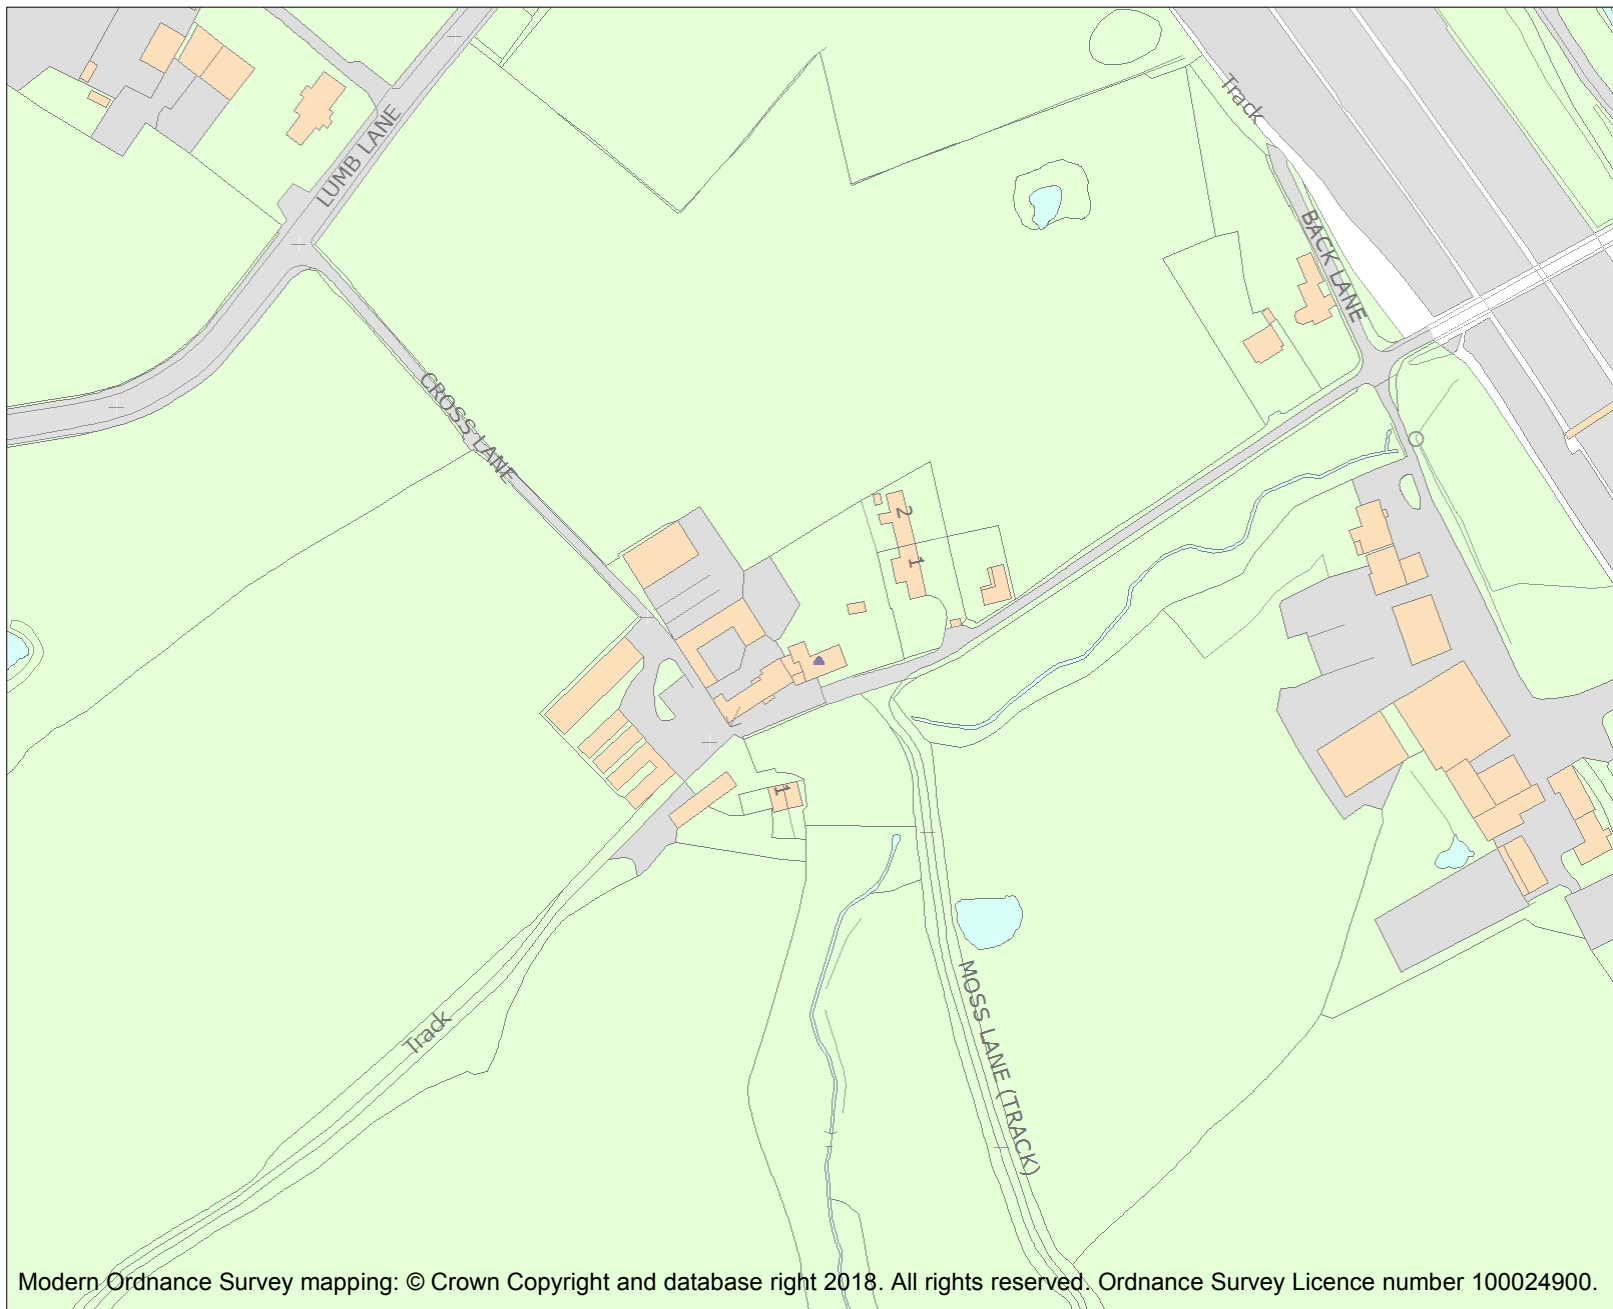 Track
LUMB LANE
BACK LANE
CROSS LANE
2
1
1
MOSS LANE (TRACK)
Track
Modern Ordnance Survey mapping: © Crown Copyright and database right 2018. All rights reserved. Ordnance Survey Licence number 100024900.